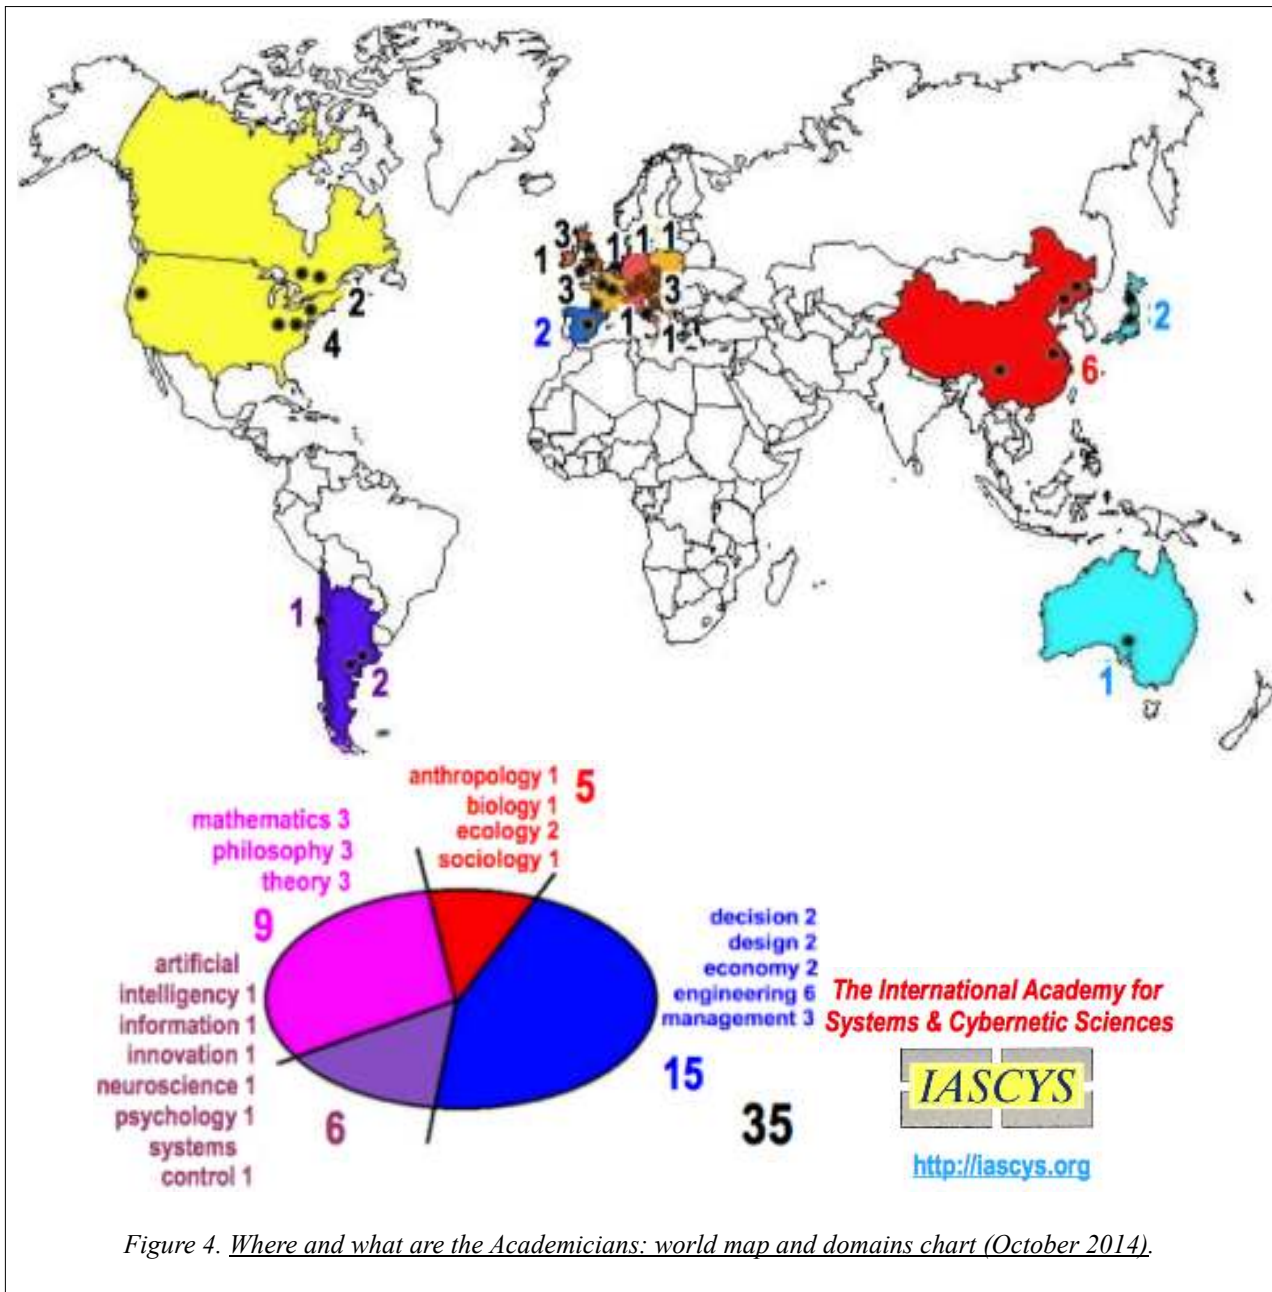 3
1
1
1
1
3
3
2
1
1
2
4
2
6
1
2
1
anthropology 1
biology 1
ecology 2
sociology 1
5
mathematics 3
philosophy 3
theory 3
9
artificial
intelligency 1
information 1
innovation 1
neuroscience 1
psychology 1
systems
control 1
6
decision 2
design 2
economy 2
engineering 6
management 3
15
35
The International Academy for
Systems & Cybernetic Sciences
IASCYS
http://iascys.org
Figure 4. Where and what are the Academicians: world map and domains chart (October 2014).